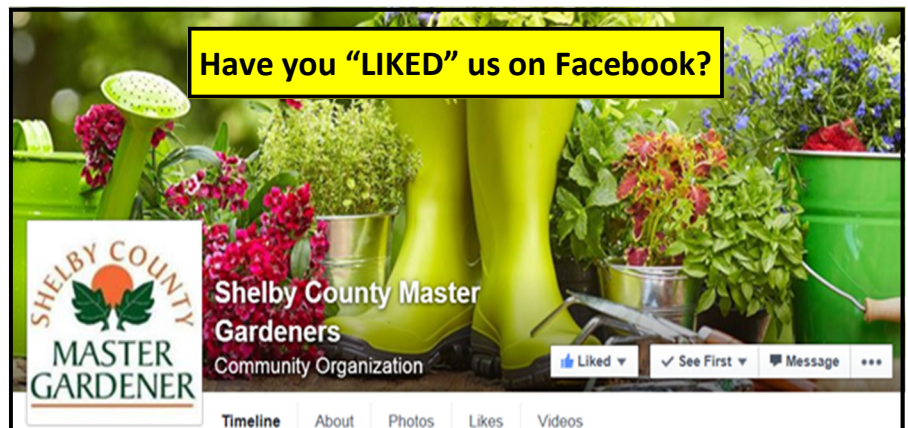 Have you “LIKED” us on Facebook?
SHELBY COUNTY
MASTER
GARDENER
Shelby County Master
Gardeners
Community Organization
Liked
See First
Message
Timeline About Photos Likes Videos